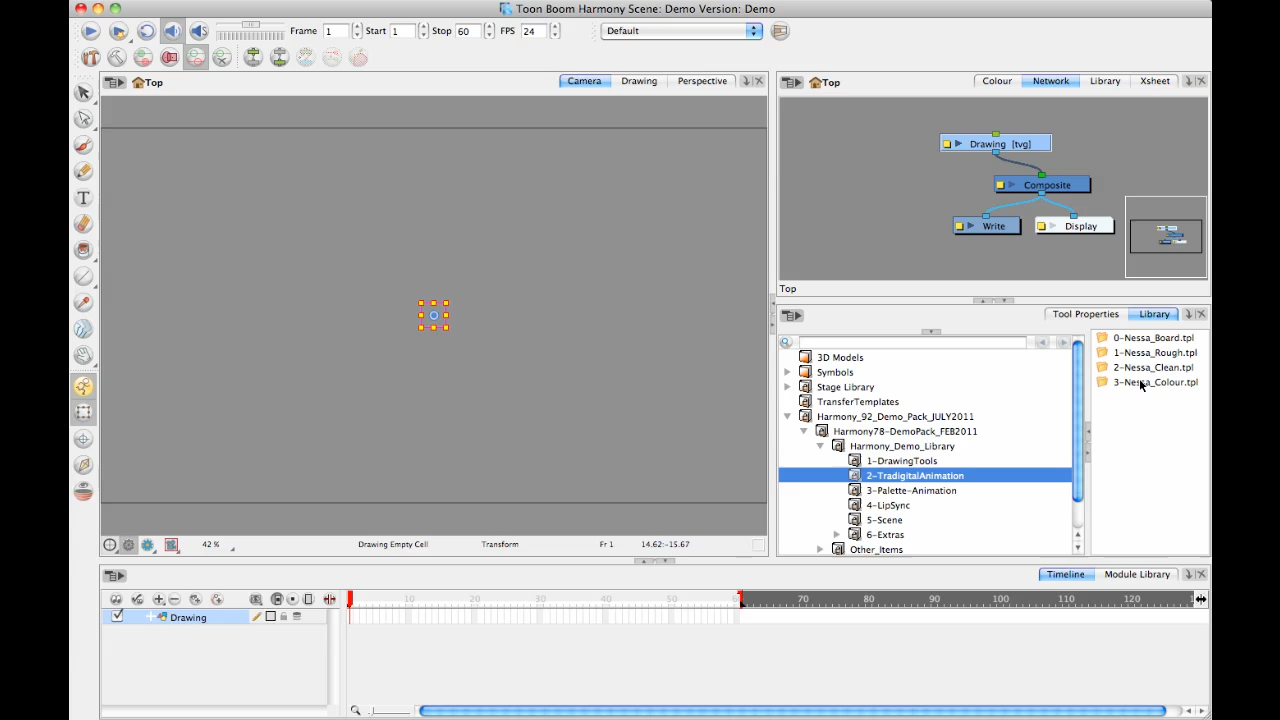 Toon Boom Harmony Scene: Demo Version: Demo
Frame 1 Start 1 Stop 60 FPS 24 Default
Top Camera Drawing Perspective
Top Colour Network Library Xsheet
Drawing [tvg]
Composite
Write Display
Top
Tool Properties Library
3D Models
Symbols
Stage Library
TransferTemplates
Harmony_92_Demo_Pack_JULY2011
Harmony78-DemoPack_FEB2011
Harmony_Demo_Library
1-DrawingTools
2-TradigitalAnimation
3-Palette-Animation
4-LipSync
5-Scene
6-Extras
Other_Items
0-Nessa_Board.tpl
1-Nessa_Rough.tpl
2-Nessa_Clean.tpl
3-Nessa_Colour.tpl
42 % Drawing Empty Cell Transform Fr 1 14.62:-15.67
Timeline Module Library
10 20 30 40 50 60 70 80 90 100 110 120
Drawing